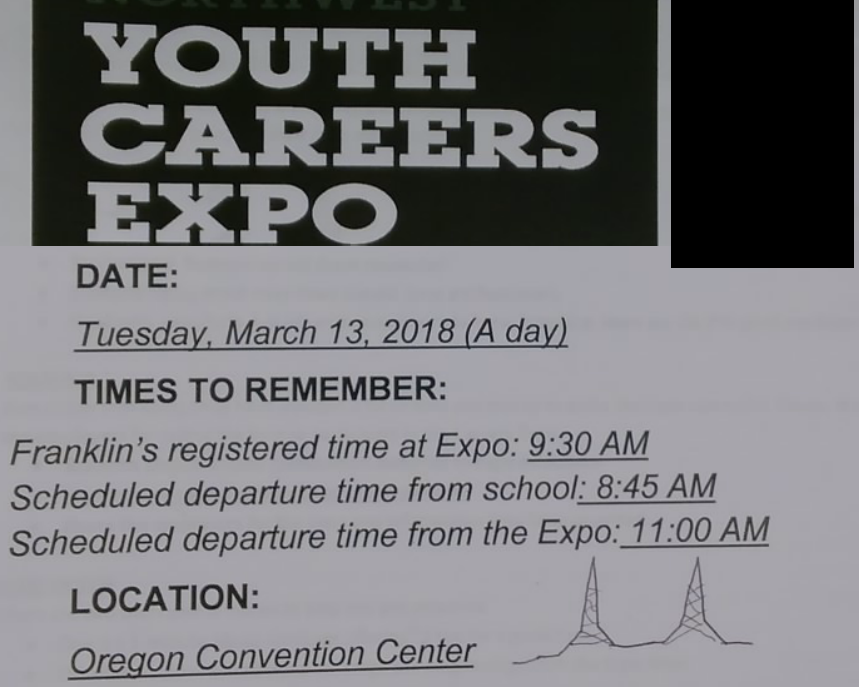 NORTHWEST
YOUTH
CAREERS
EXPO
DATE:
Tuesday, March 13, 2018 (A day)
TIMES TO REMEMBER:
Franklin's registered time at Expo: 9:30 AM
Scheduled departure time from school: 8:45 AM
Scheduled departure time from the Expo: 11:00 AM
LOCATION:
Oregon Convention Center